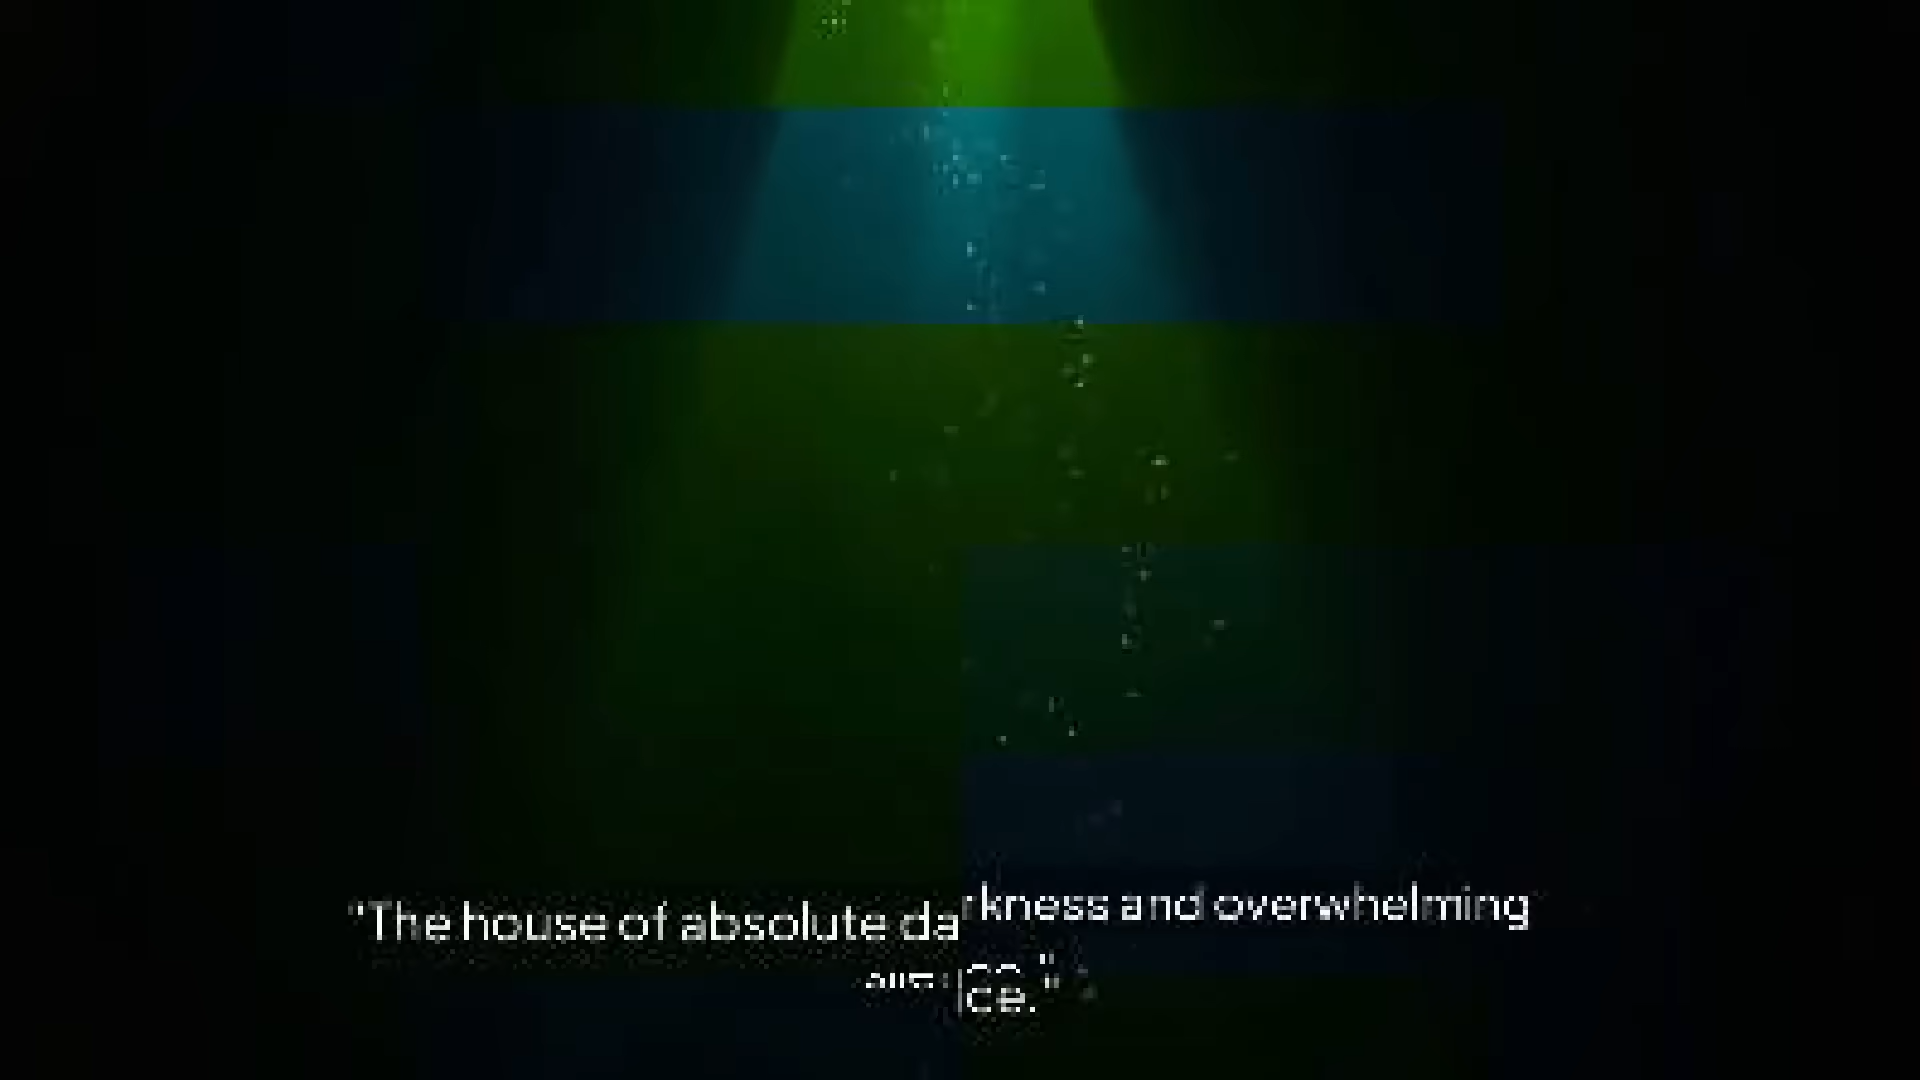 "The house of absolute darkness and overwhelming
ce."